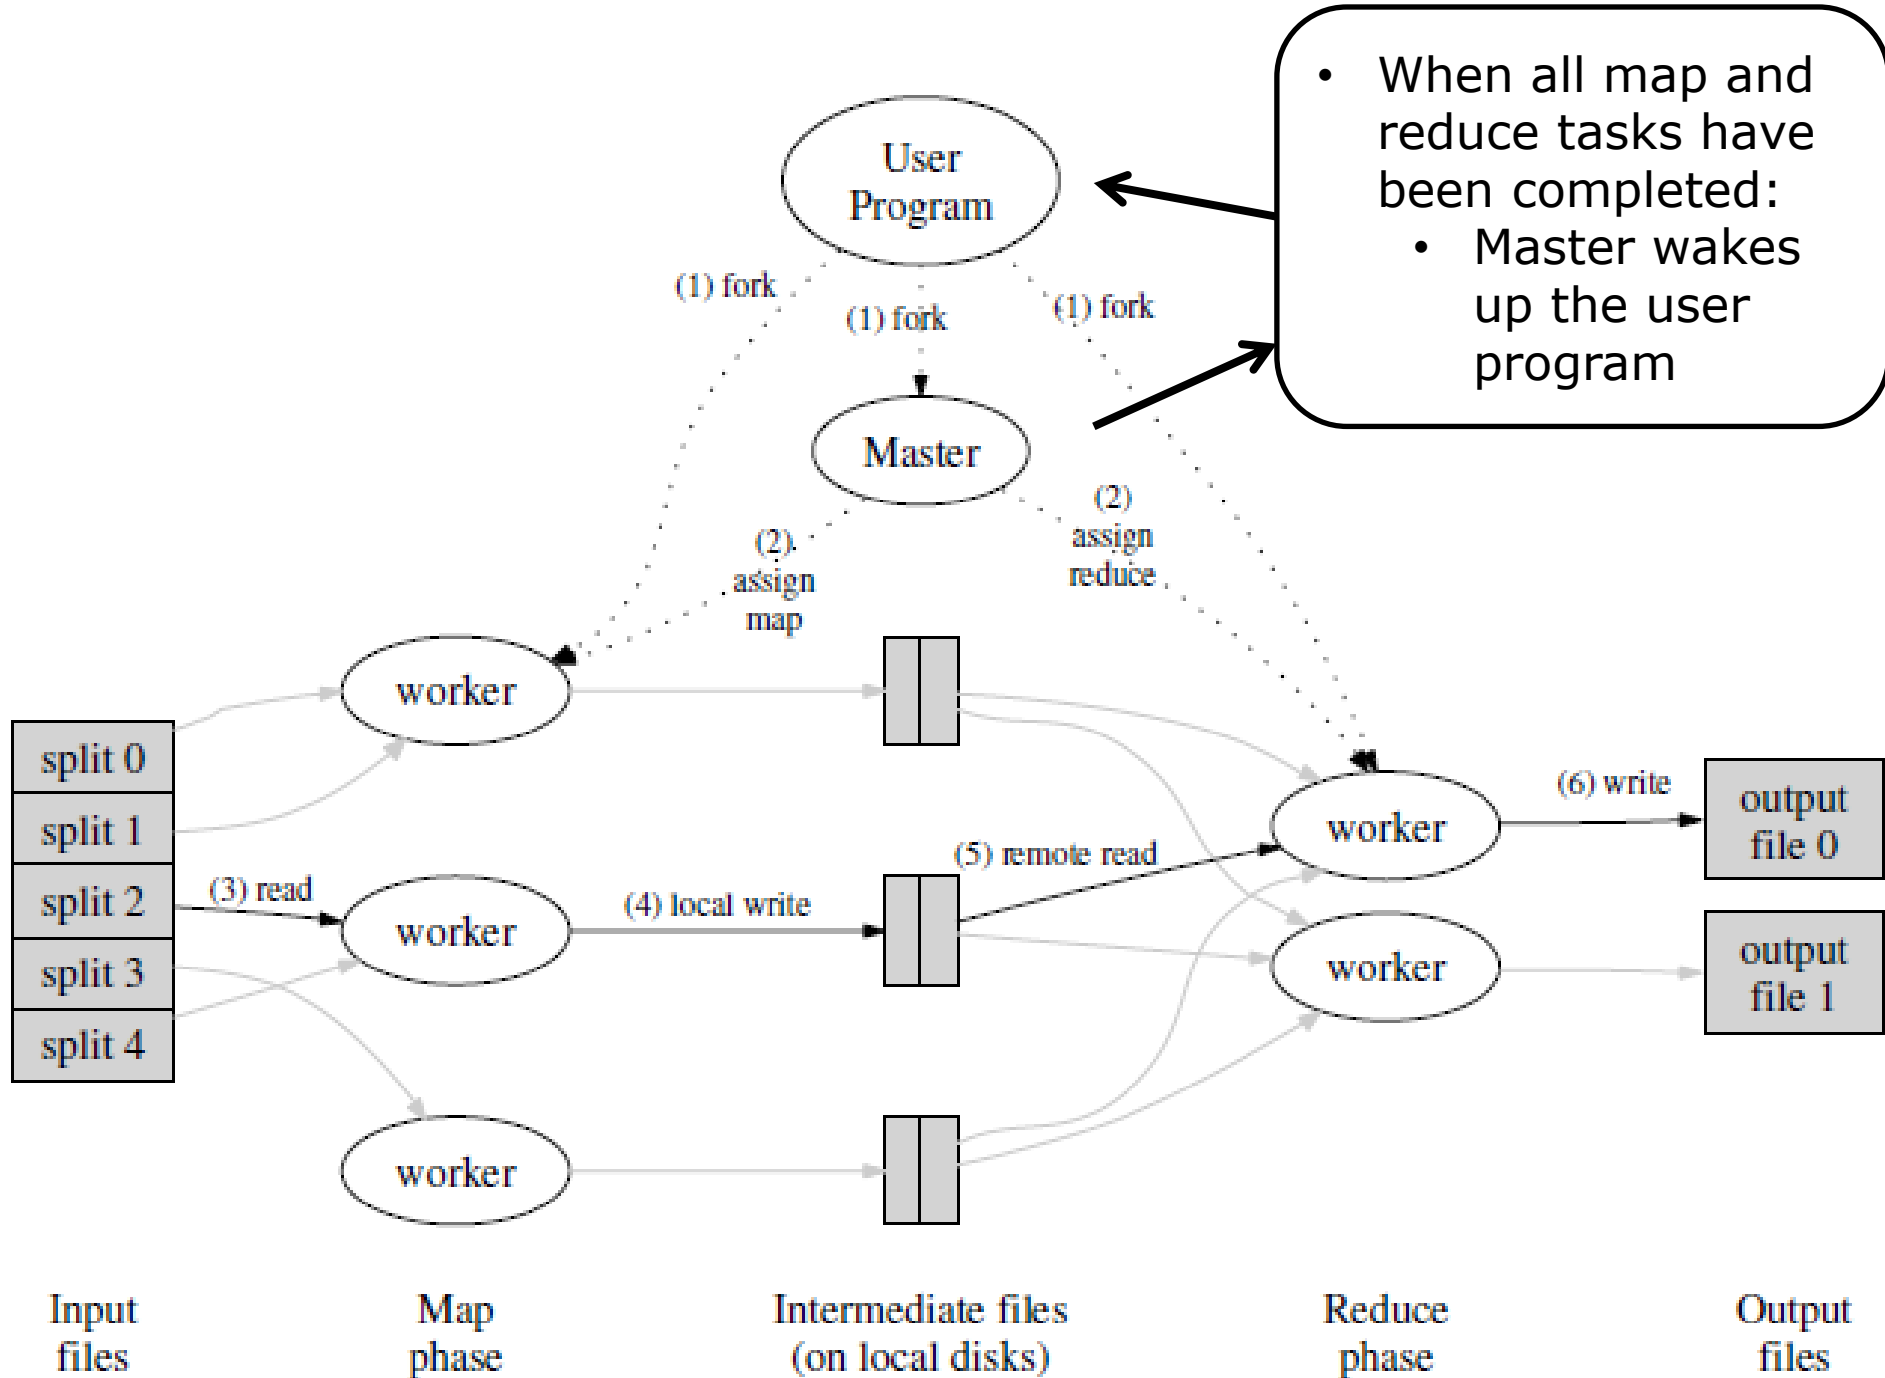 • When all map and
reduce tasks have
been completed:
• Master wakes
up the user
program
User
Program
(1) fork
(1) fork
(1) fork
Master
(2)
assign
map
(2)
assign
reduce
worker
split 0
split 1
split 2
split 3
split 4
(3) read
worker
(4) local write
(5) remote read
worker
(6) write
output
file 0
worker
output
file 1
worker
Input
files
Map
phase
Intermediate files
(on local disks)
Reduce
phase
Output
files